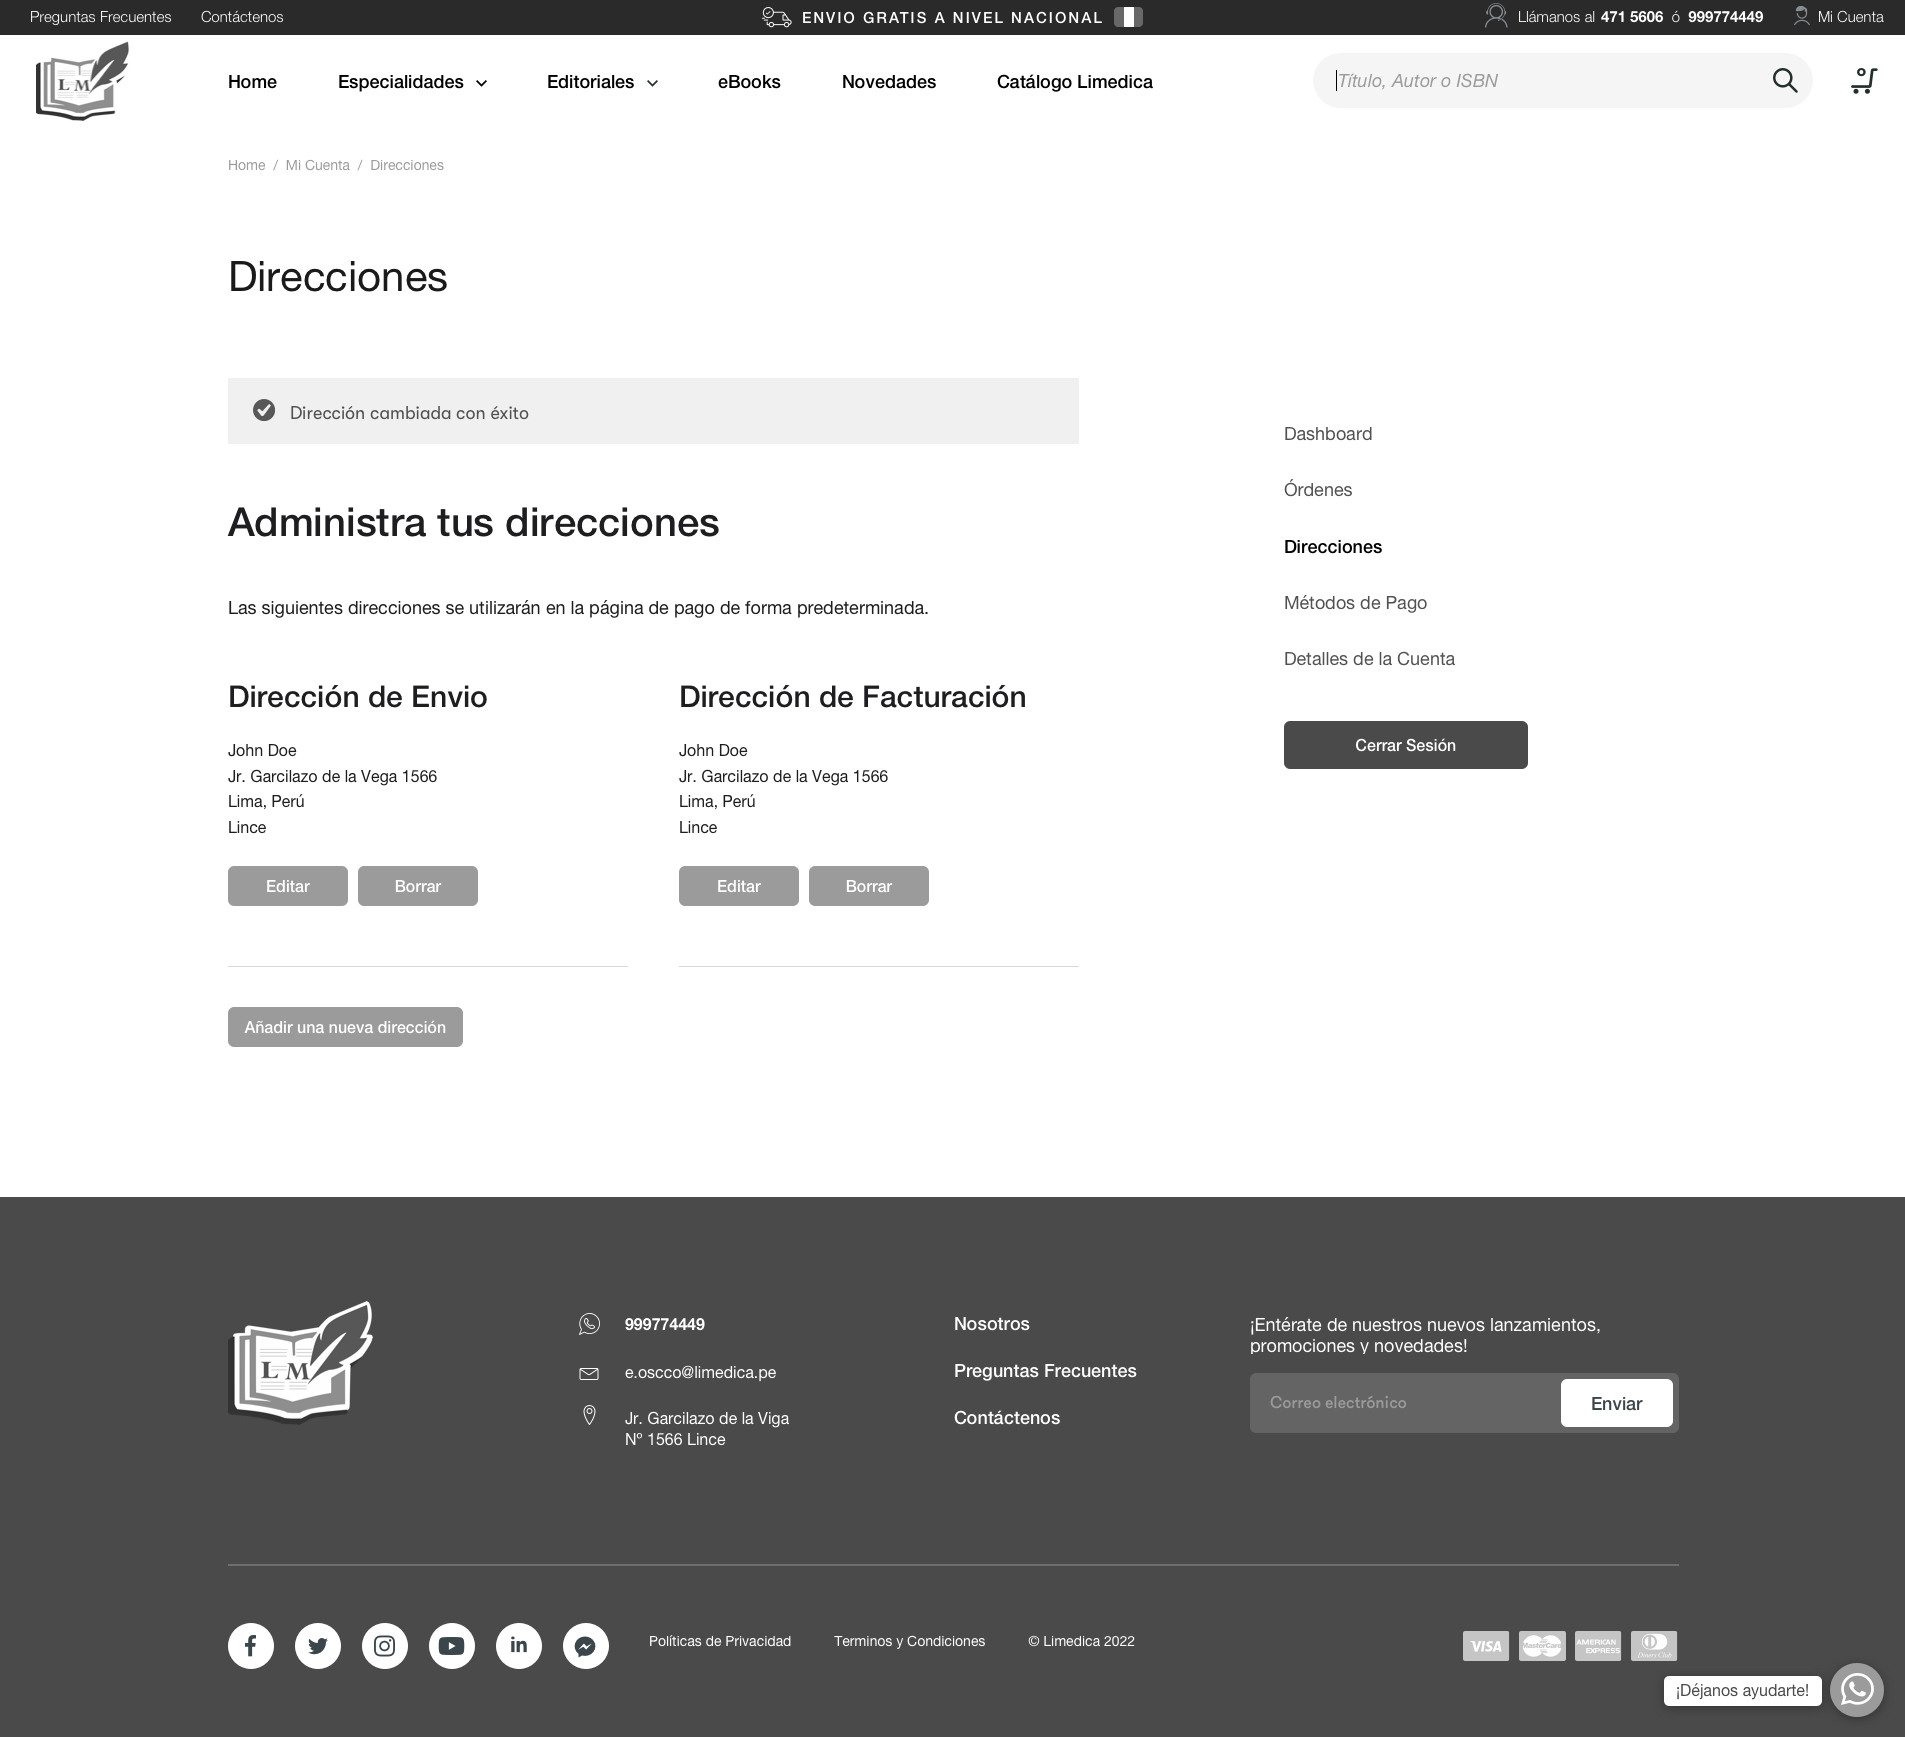 Preguntas Frecuentes Contáctenos ENVIO GRATIS A NIVEL NACIONAL Llámanos al 471 5606 ó 999774449 Mi Cuenta
LM Home Especialidades Editoriales eBooks Novedades Catálogo Limedica Título, Autor o ISBN 0
Home / Mi Cuenta / Direcciones
Direcciones
Dirección cambiada con éxito
Administra tus direcciones
Las siguientes direcciones se utilizarán en la página de pago de forma predeterminada.
Dirección de Envio
John Doe
Jr. Garcilazo de la Vega 1566
Lima, Perú
Lince
Editar Borrar
Dirección de Facturación
John Doe
Jr. Garcilazo de la Vega 1566
Lima, Perú
Lince
Editar Borrar
Añadir una nueva dirección
Dashboard
Órdenes
Direcciones
Métodos de Pago
Detalles de la Cuenta
Cerrar Sesión
LM
999774449
e.oscco@limedica.pe
Jr. Garcilazo de la Viga
Nº 1566 Lince
Nosotros
Preguntas Frecuentes
Contáctenos
¡Entérate de nuestros nuevos lanzamientos,
promociones y novedades!
Correo electrónico Enviar
in Políticas de Privacidad Terminos y Condiciones © Limedica 2022
VISA MasterCard AMERICAN EXPRESS Diners Club
¡Déjanos ayudarte!